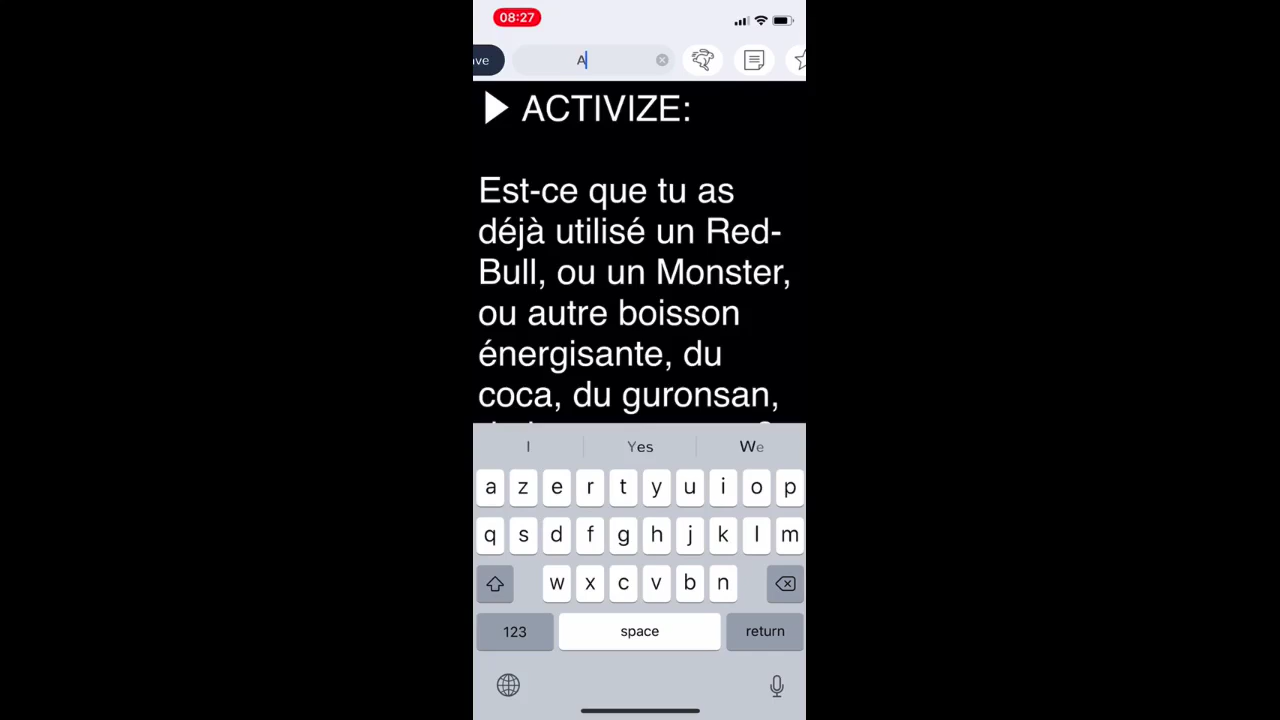 08:27
ve
A
▶ ACTIVIZE:
Est-ce que tu as
déjà utilisé un Red-
Bull, ou un Monster,
ou autre boisson
énergisante, du
coca, du guronsan,
I Yes We
a z e r t y u i o p
q s d f g h j k l m
w x c v b n
123 space return